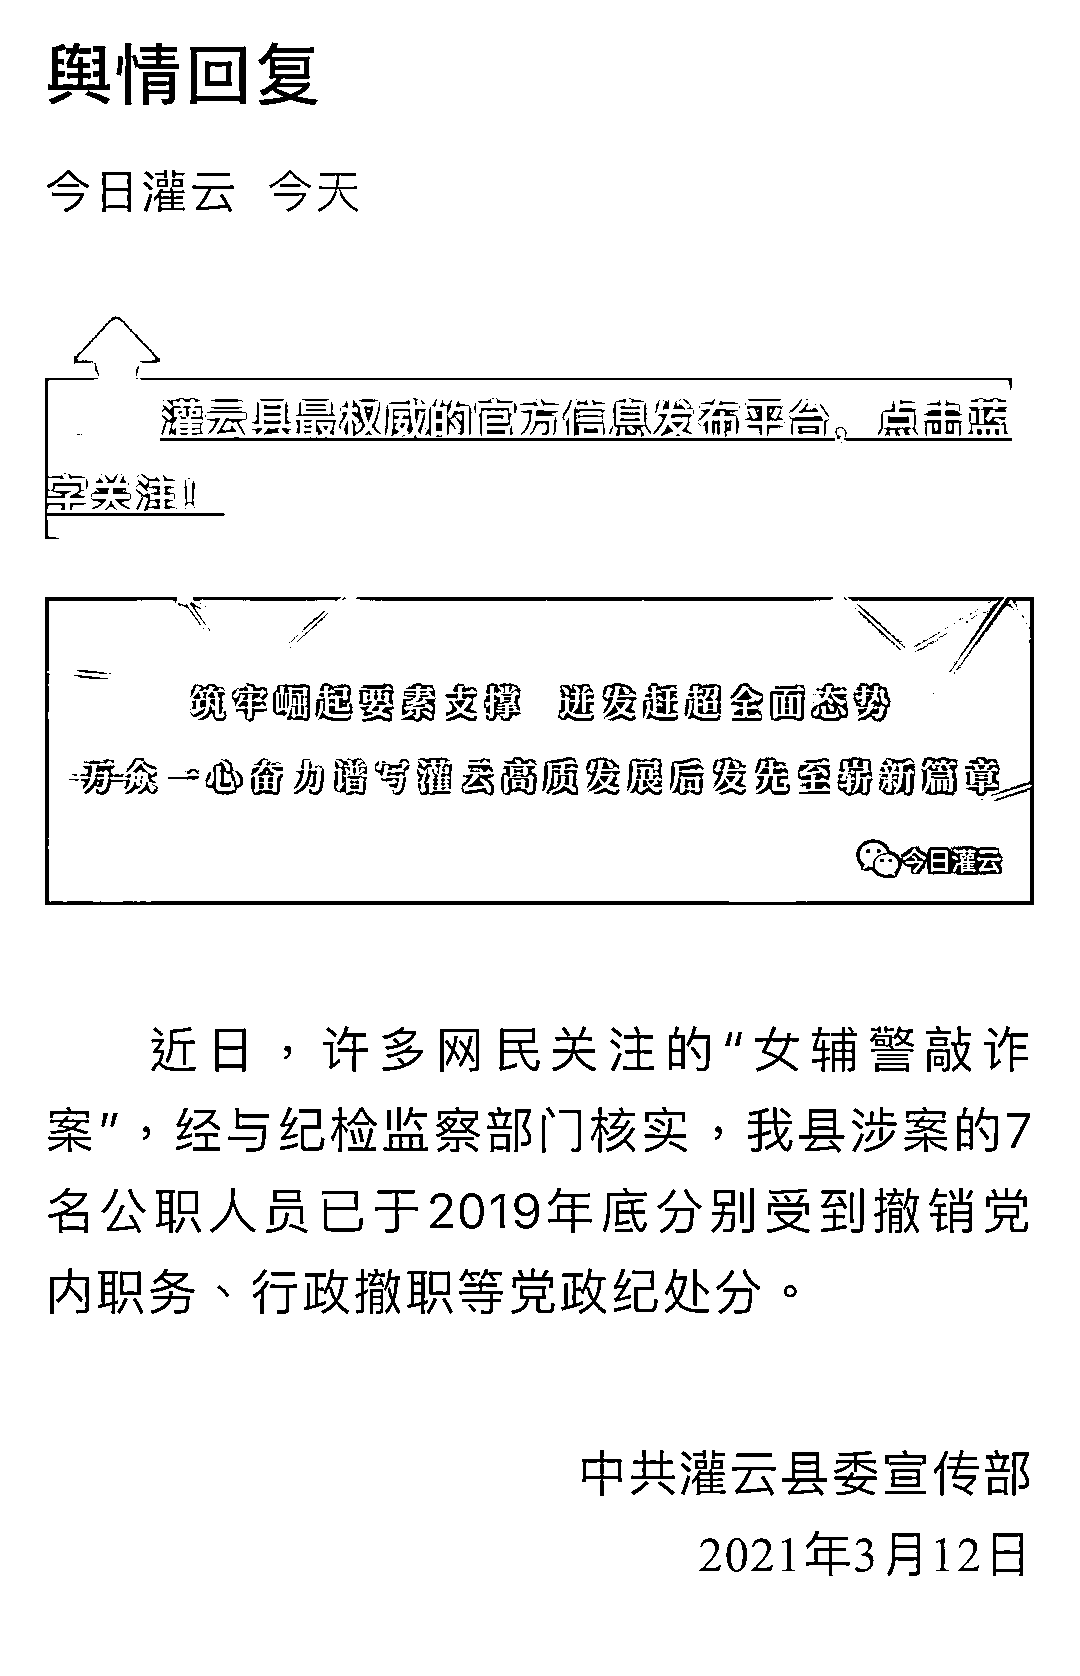 舆情回复
今日灌云 今天
灌云县最权威的官方信息发布平台。点击蓝
字关注!
筑牢崛起要素支撑 迸发赶超全面态势
万众一心奋力谱写灌云高质发展后发先至崭新篇章
今日灌云
近日，许多网民关注的“女辅警敲诈
案”，经与纪检监察部门核实，我县涉案的7
名公职人员已于2019年底分别受到撤销党
内职务、行政撤职等党政纪处分。
中共灌云县委宣传部
2021年3月12日